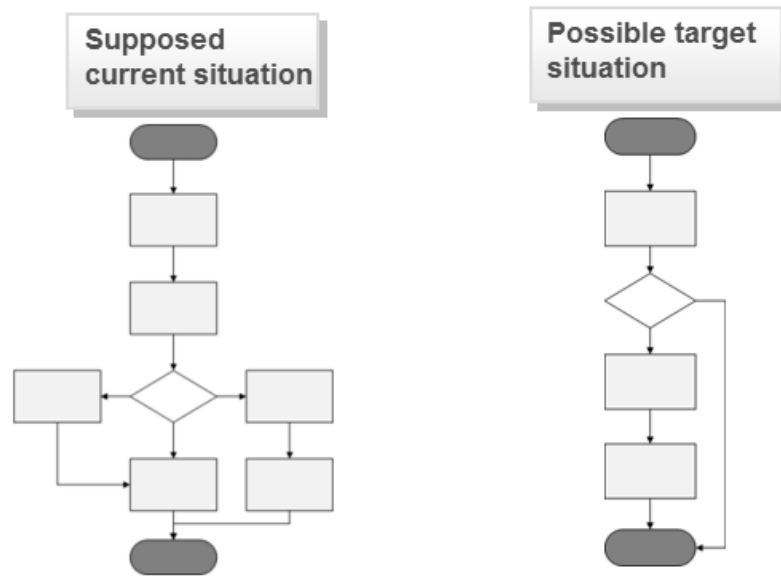 Supposed
current situation
Possible target
situation